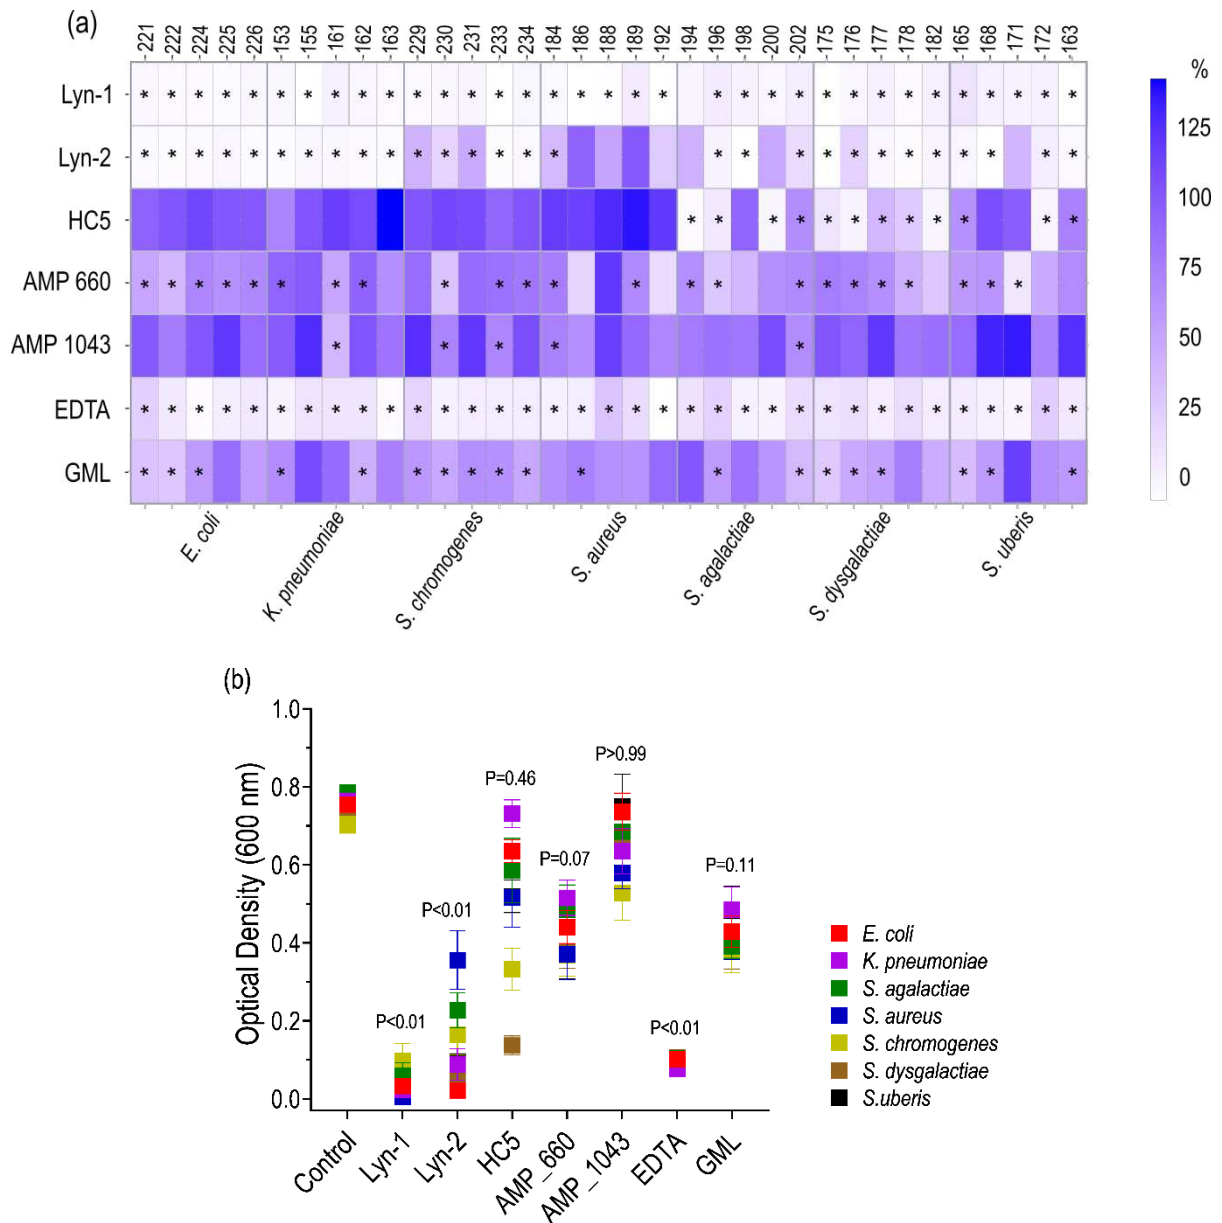 (a)
221 222 224 225 226 153 155 161 162 163 229 230 231 233 234 184 186 188 189 192 194 196 198 200 202 175 176 177 178 182 165 168 171 172 163
%
Lyn-1 * * * * * * * * * * * * * * * * * * * * * * * * * * * * * * * * * *
Lyn-2 * * * * * * * * * * * * * * * * * * * * * * * * * * * * *
HC5 * * * * * * * * * * * *
AMP 660 * * * * * * * * * * * * * * * * * * * * * *
AMP 1043 * * * * *
EDTA * * * * * * * * * * * * * * * * * * * * * * * * * * * * * * * * * * *
GML * * * * * * * * * * * * * * * * * * *
125
100
75
50
25
0
E. coli
K. pneumoniae
S. chromogenes
S. aureus
S. agalactiae
S. dysgalactiae
S. uberis
(b)
Optical Density (600 nm)
1.0
0.8
0.6
0.4
0.2
0.0
P<0.01
P<0.01
P=0.46
P=0.07
P>0.99
P<0.01
P=0.11
Control
Lyn-1
Lyn-2
HC5
AMP_660
AMP_1043
EDTA
GML
E. coli
K. pneumoniae
S. agalactiae
S. aureus
S. chromogenes
S. dysgalactiae
S.uberis